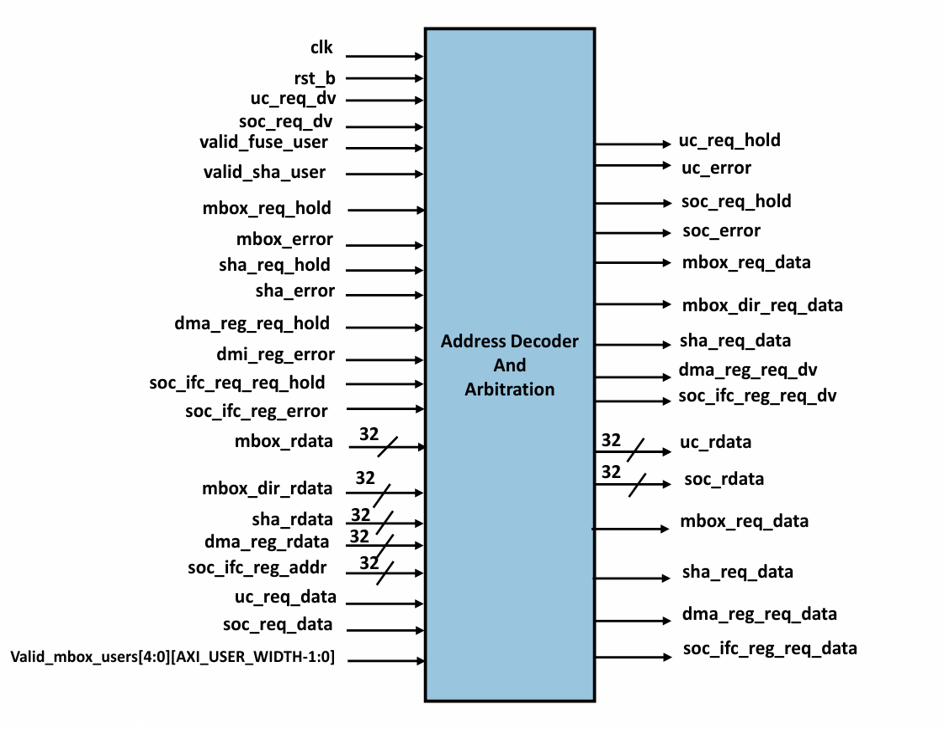 clk
rst_b
uc_req_dv
soc_req_dv
valid_fuse_user
valid_sha_user
mbox_req_hold
mbox_error
sha_req_hold
sha_error
dma_reg_req_hold
dmi_reg_error
soc_ifc_req_req_hold
soc_ifc_reg_error
mbox_rdata
32
mbox_dir_rdata
32
sha_rdata
32
dma_reg_rdata
32
soc_ifc_reg_addr
32
uc_req_data
soc_req_data
Valid_mbox_users[4:0][AXI_USER_WIDTH-1:0]
Address Decoder
And
Arbitration
uc_req_hold
uc_error
soc_req_hold
soc_error
mbox_req_data
mbox_dir_req_data
sha_req_data
dma_reg_req_dv
soc_ifc_reg_req_dv
32
uc_rdata
32
soc_rdata
mbox_req_data
sha_req_data
dma_reg_req_data
soc_ifc_reg_req_data